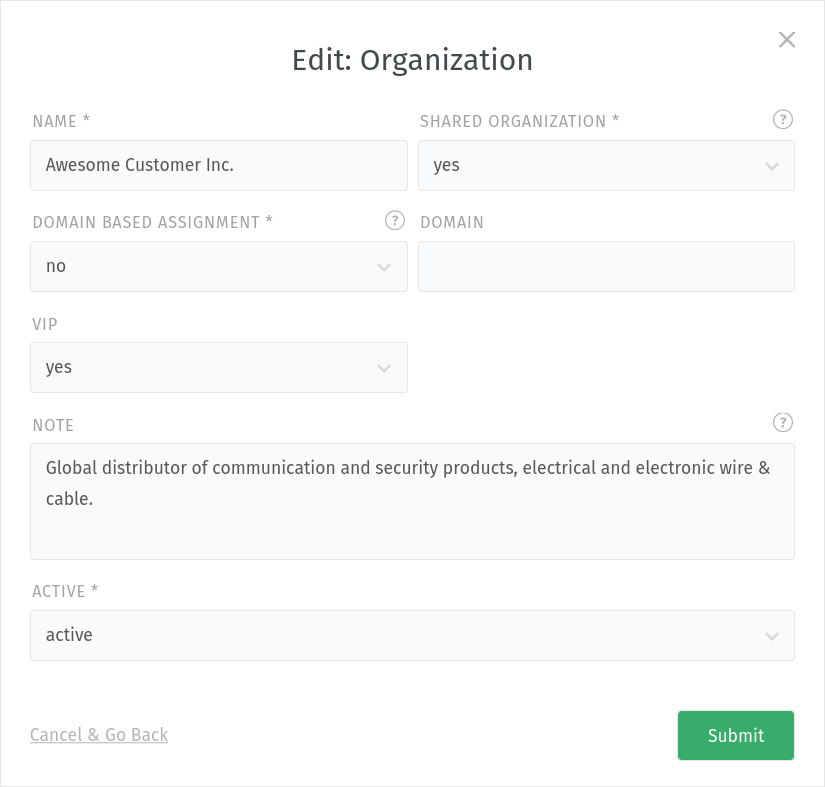 Edit: Organization
NAME *
SHARED ORGANIZATION *
?
Awesome Customer Inc.
yes
DOMAIN BASED ASSIGNMENT *
?
DOMAIN
no
VIP
yes
NOTE
?
Global distributor of communication and security products, electrical and electronic wire &
cable.
ACTIVE *
active
Cancel & Go Back
Submit